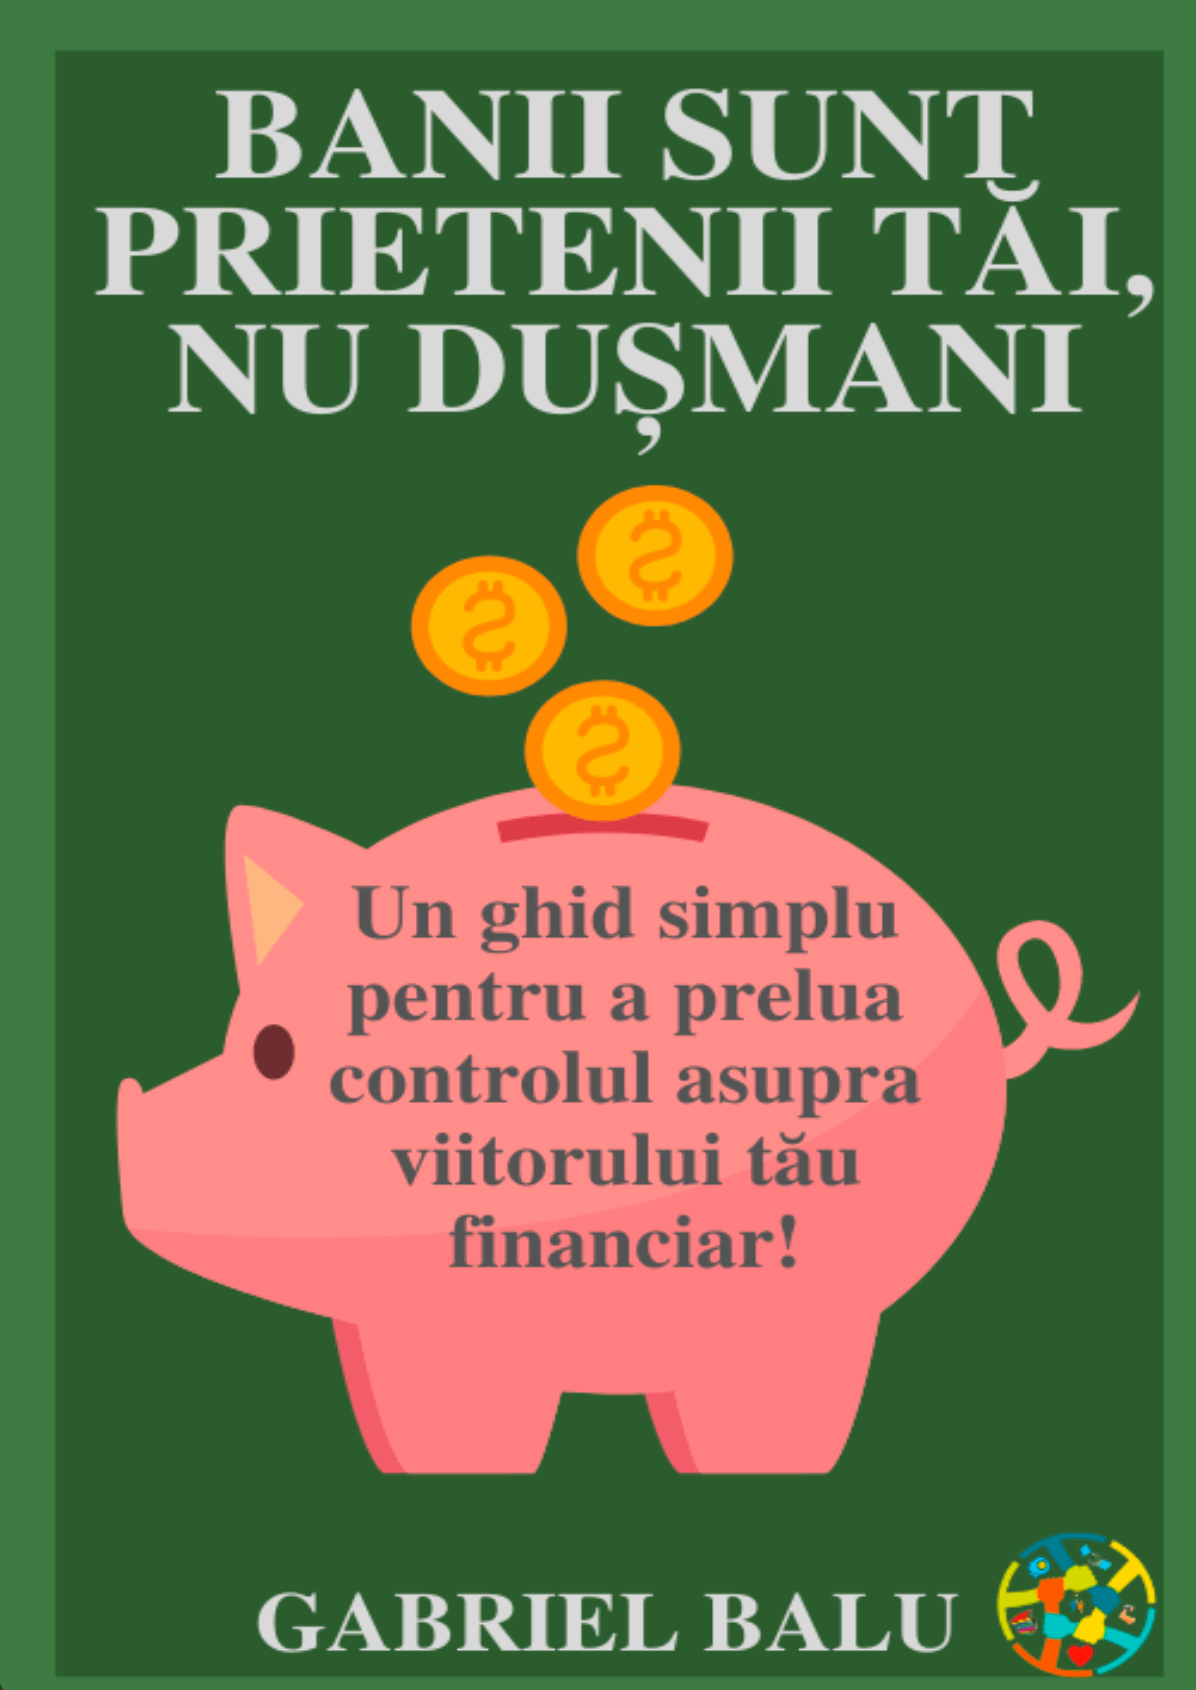 BANII SUNT
PRIETENII TĂI,
NU DUȘMANI
Un ghid simplu
pentru a prelua
controlul asupra
viitorului tău
financiar!
GABRIEL BALU